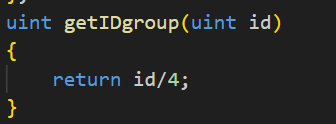 uint getIDgroup(uint id)
{
    return id/4;
}